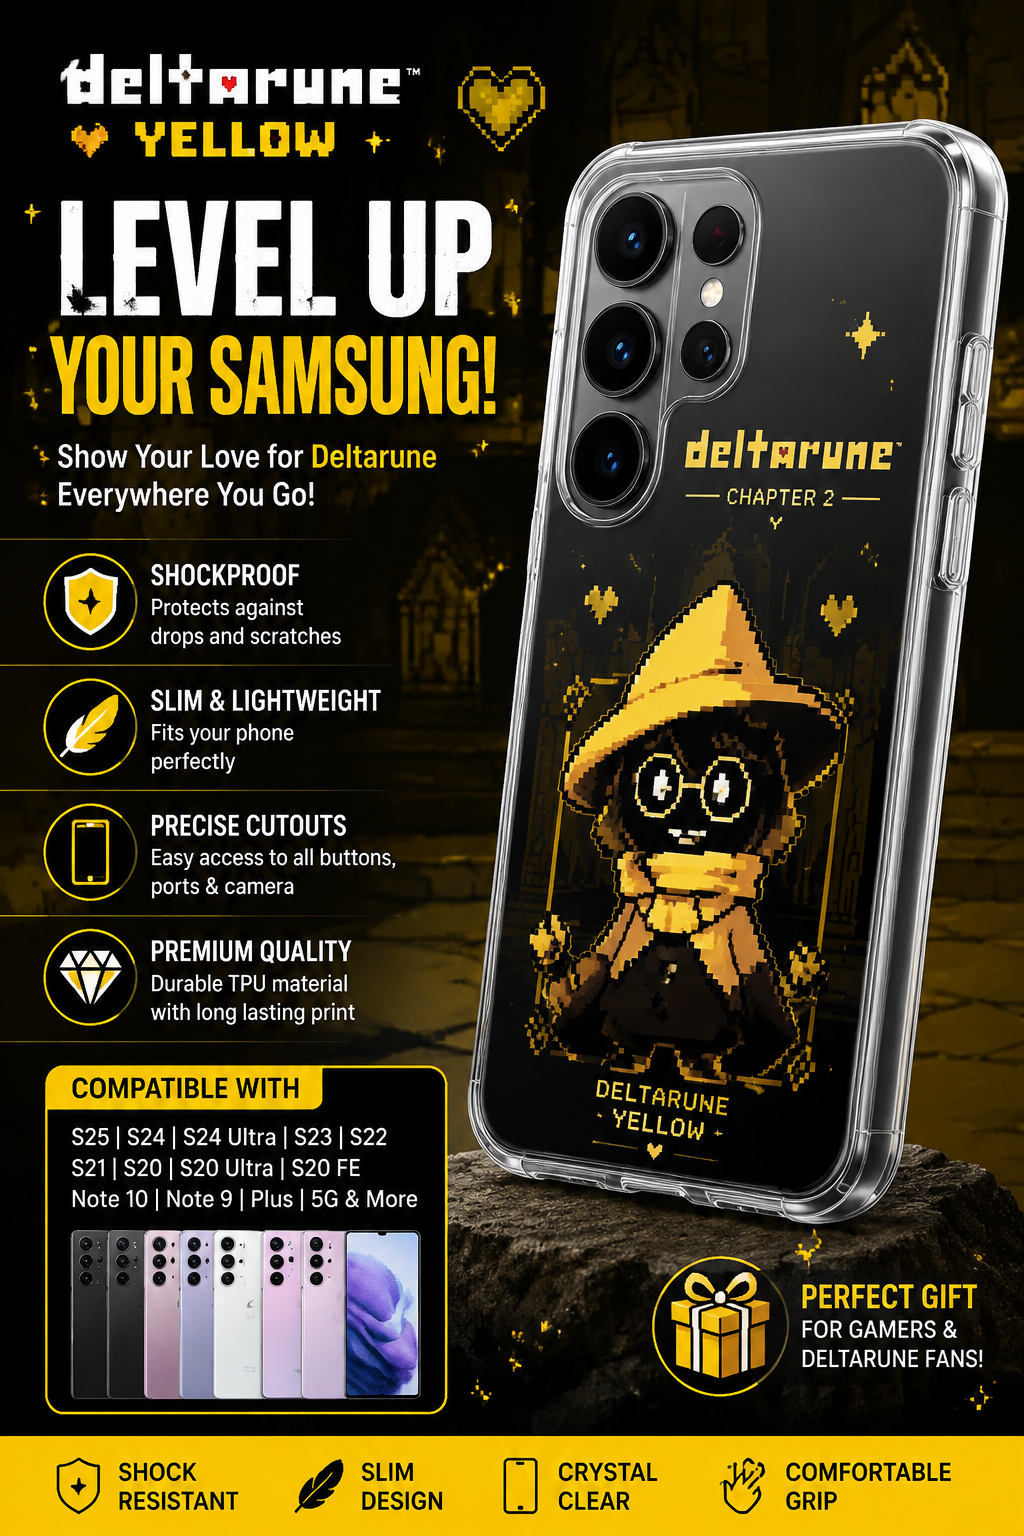 deltarune™
YELLOW
LEVEL UP
YOUR SAMSUNG!
Show Your Love for Deltarune
Everywhere You Go!
SHOCKPROOF
Protects against
drops and scratches
SLIM & LIGHTWEIGHT
Fits your phone
perfectly
PRECISE CUTOUTS
Easy access to all buttons,
ports & camera
PREMIUM QUALITY
Durable TPU material
with long lasting print
COMPATIBLE WITH
S25 | S24 | S24 Ultra | S23 | S22
S21 | S20 | S20 Ultra | S20 FE
Note 10 | Note 9 | Plus | 5G & More
deltarune™
CHAPTER 2
DELTARUNE
YELLOW
PERFECT GIFT
FOR GAMERS &
DELTARUNE FANS!
SHOCK
RESISTANT
SLIM
DESIGN
CRYSTAL
CLEAR
COMFORTABLE
GRIP